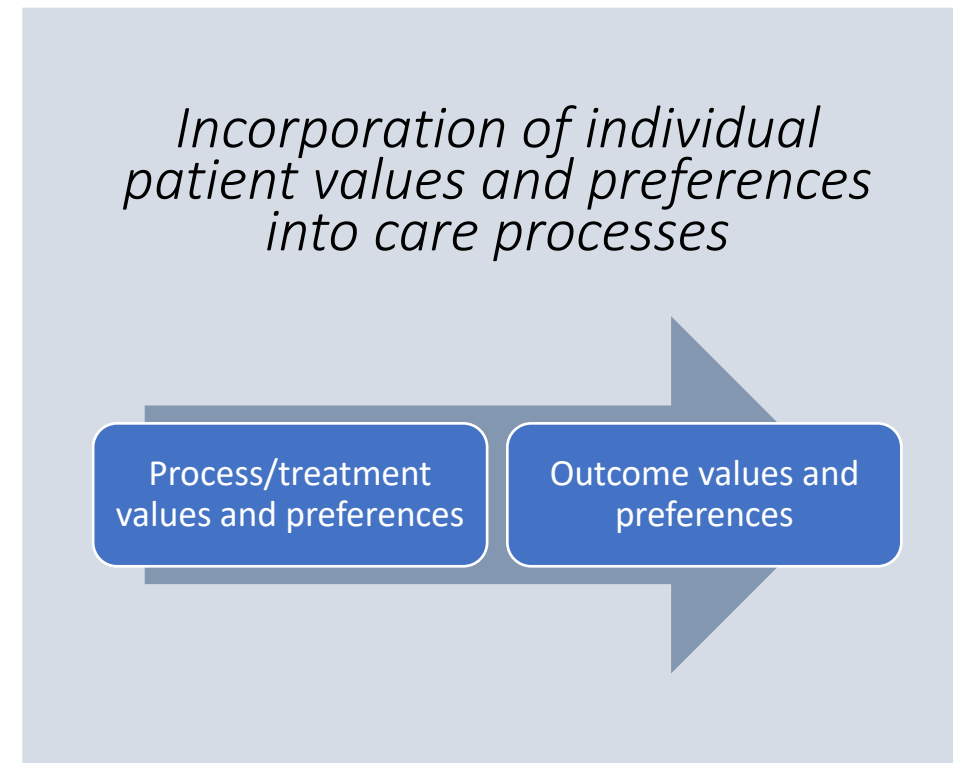 Incorporation of individual
patient values and preferences
into care processes
Process/treatment
values and preferences
Outcome values and
preferences